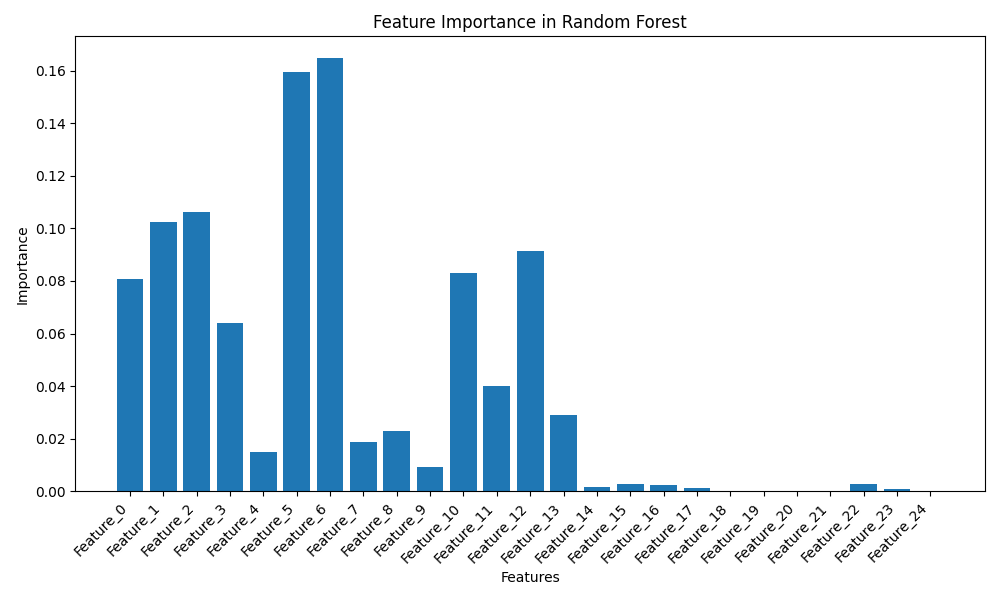 Feature Importance in Random Forest
Importance
0.16
0.14
0.12
0.10
0.08
0.06
0.04
0.02
0.00
Feature_0
Feature_1
Feature_2
Feature_3
Feature_4
Feature_5
Feature_6
Feature_7
Feature_8
Feature_9
Feature_10
Feature_11
Feature_12
Feature_13
Feature_14
Feature_15
Feature_16
Feature_17
Feature_18
Feature_19
Feature_20
Feature_21
Feature_22
Feature_23
Feature_24
Features